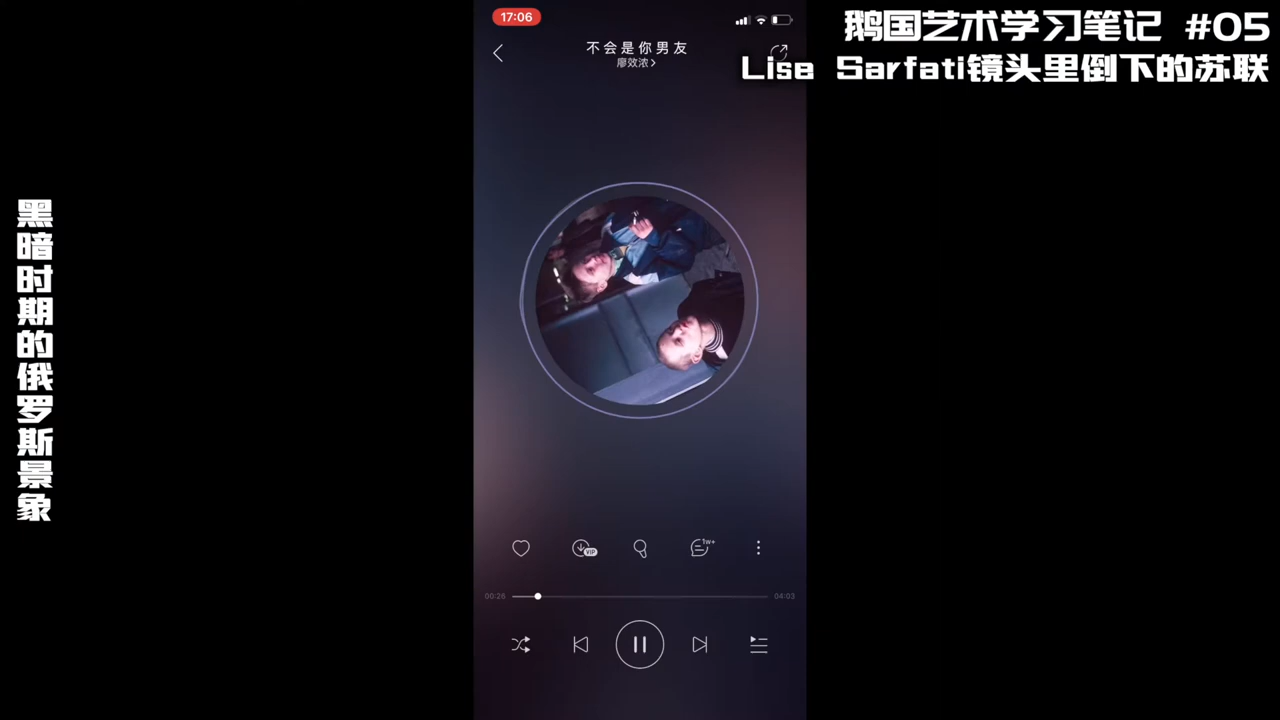 鹅国艺术学习笔记 #05
Lise Sarfati镜头里倒下的苏联
17:06
不会是你男友
廖效浓
黑暗时期的俄罗斯景象
VIP
1w+
00:26
04:03